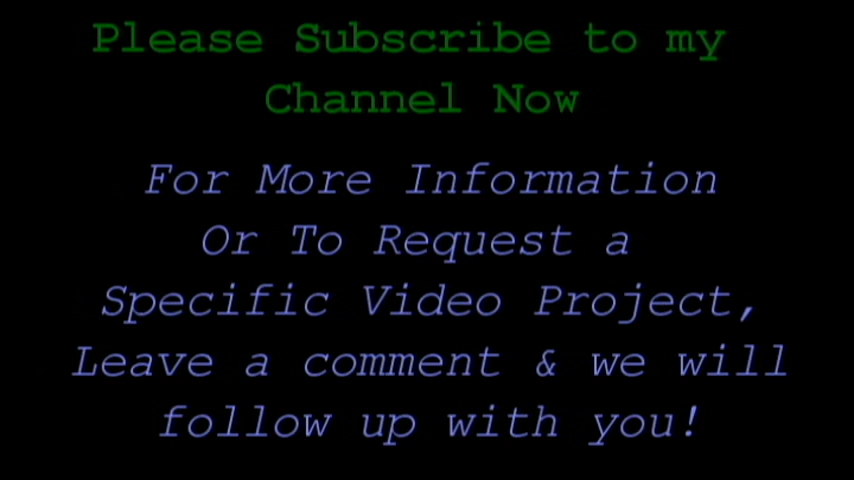 Please Subscribe to my
Channel Now
For More Information
Or To Request a
Specific Video Project,
Leave a comment & we will
follow up with you!